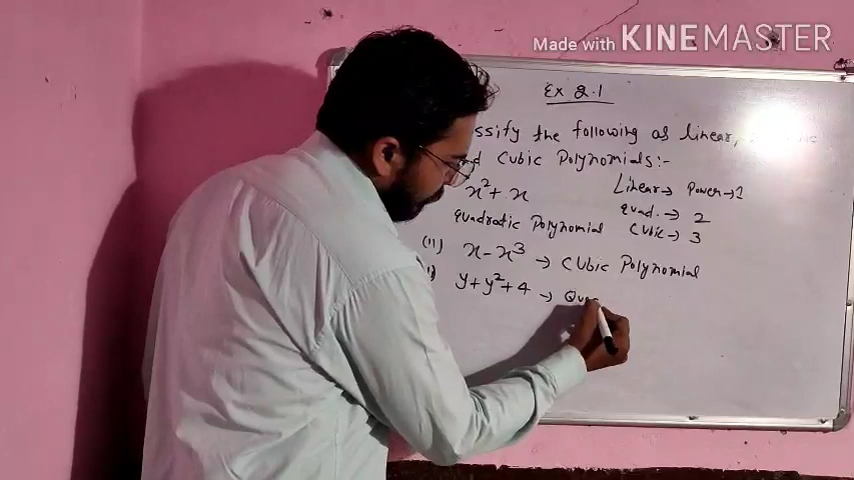 Made with KINEMASTER
Ex 2.1
ssify the following as linear,
Cubic Polynomials:-
x²+ x
Linear→ Power→1
Quadratic Polynomial
Quad. → 2
Cubic → 3
(ii) x - x³ → Cubic Polynomial
y+y²+4 → Qua